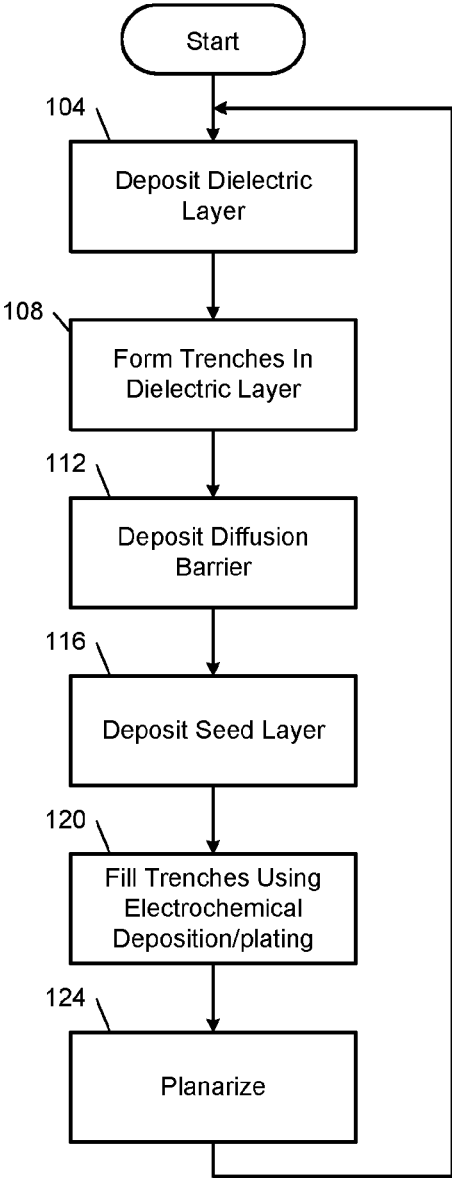 Start
104
Deposit Dielectric
Layer
108
Form Trenches In
Dielectric Layer
112
Deposit Diffusion
Barrier
116
Deposit Seed Layer
120
Fill Trenches Using
Electrochemical
Deposition/plating
124
Planarize